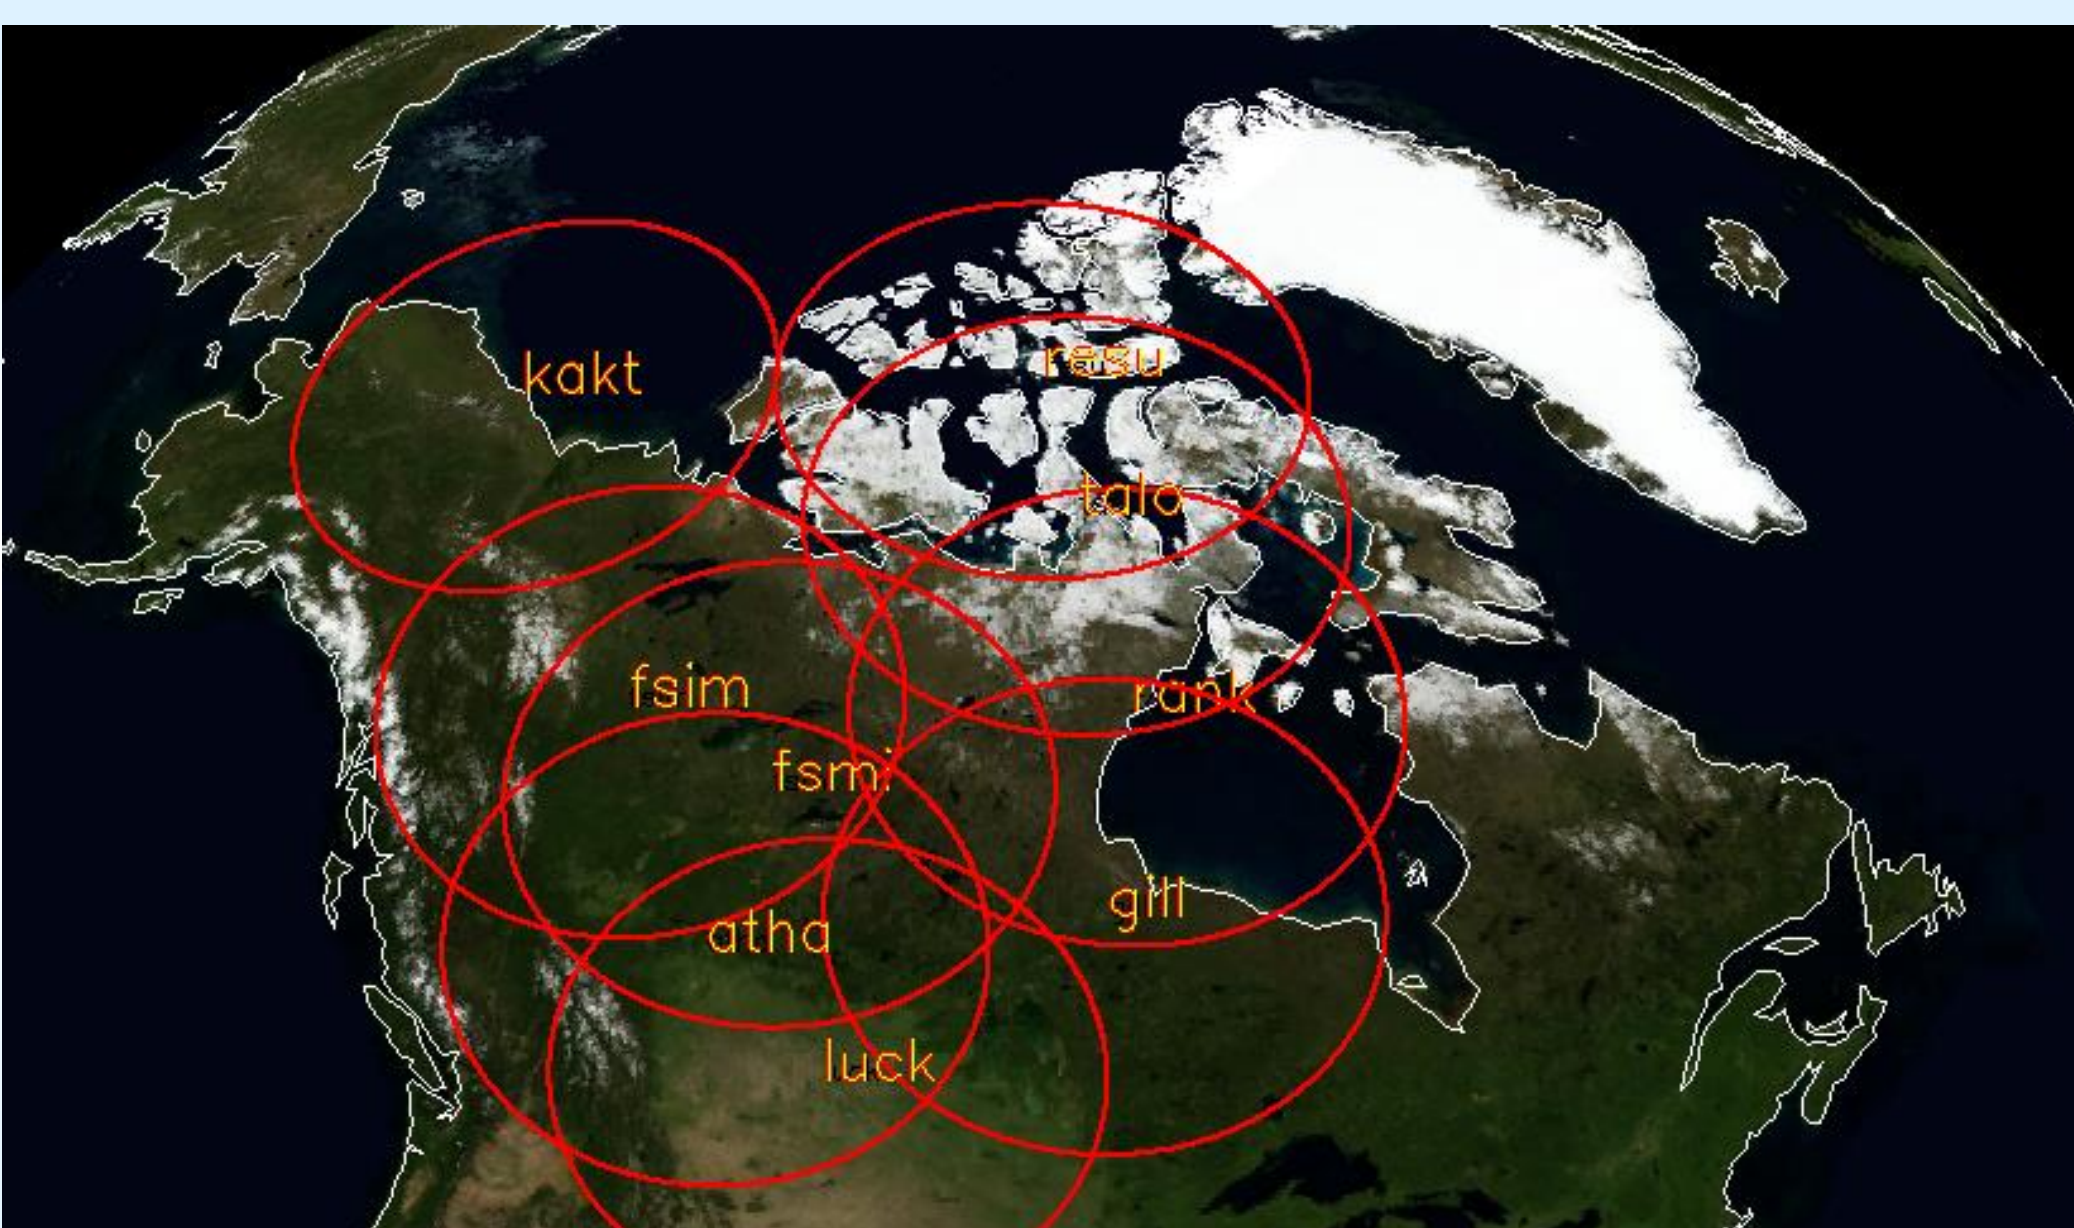 kakt
resu
talo
fsim
rank
fsmi
gill
atha
luck